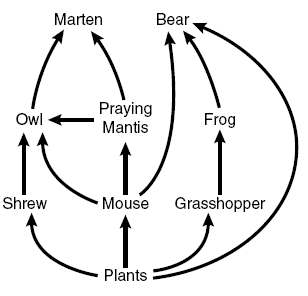 Marten Bear
Owl Praying Mantis Frog
Shrew Mouse Grasshopper
Plants